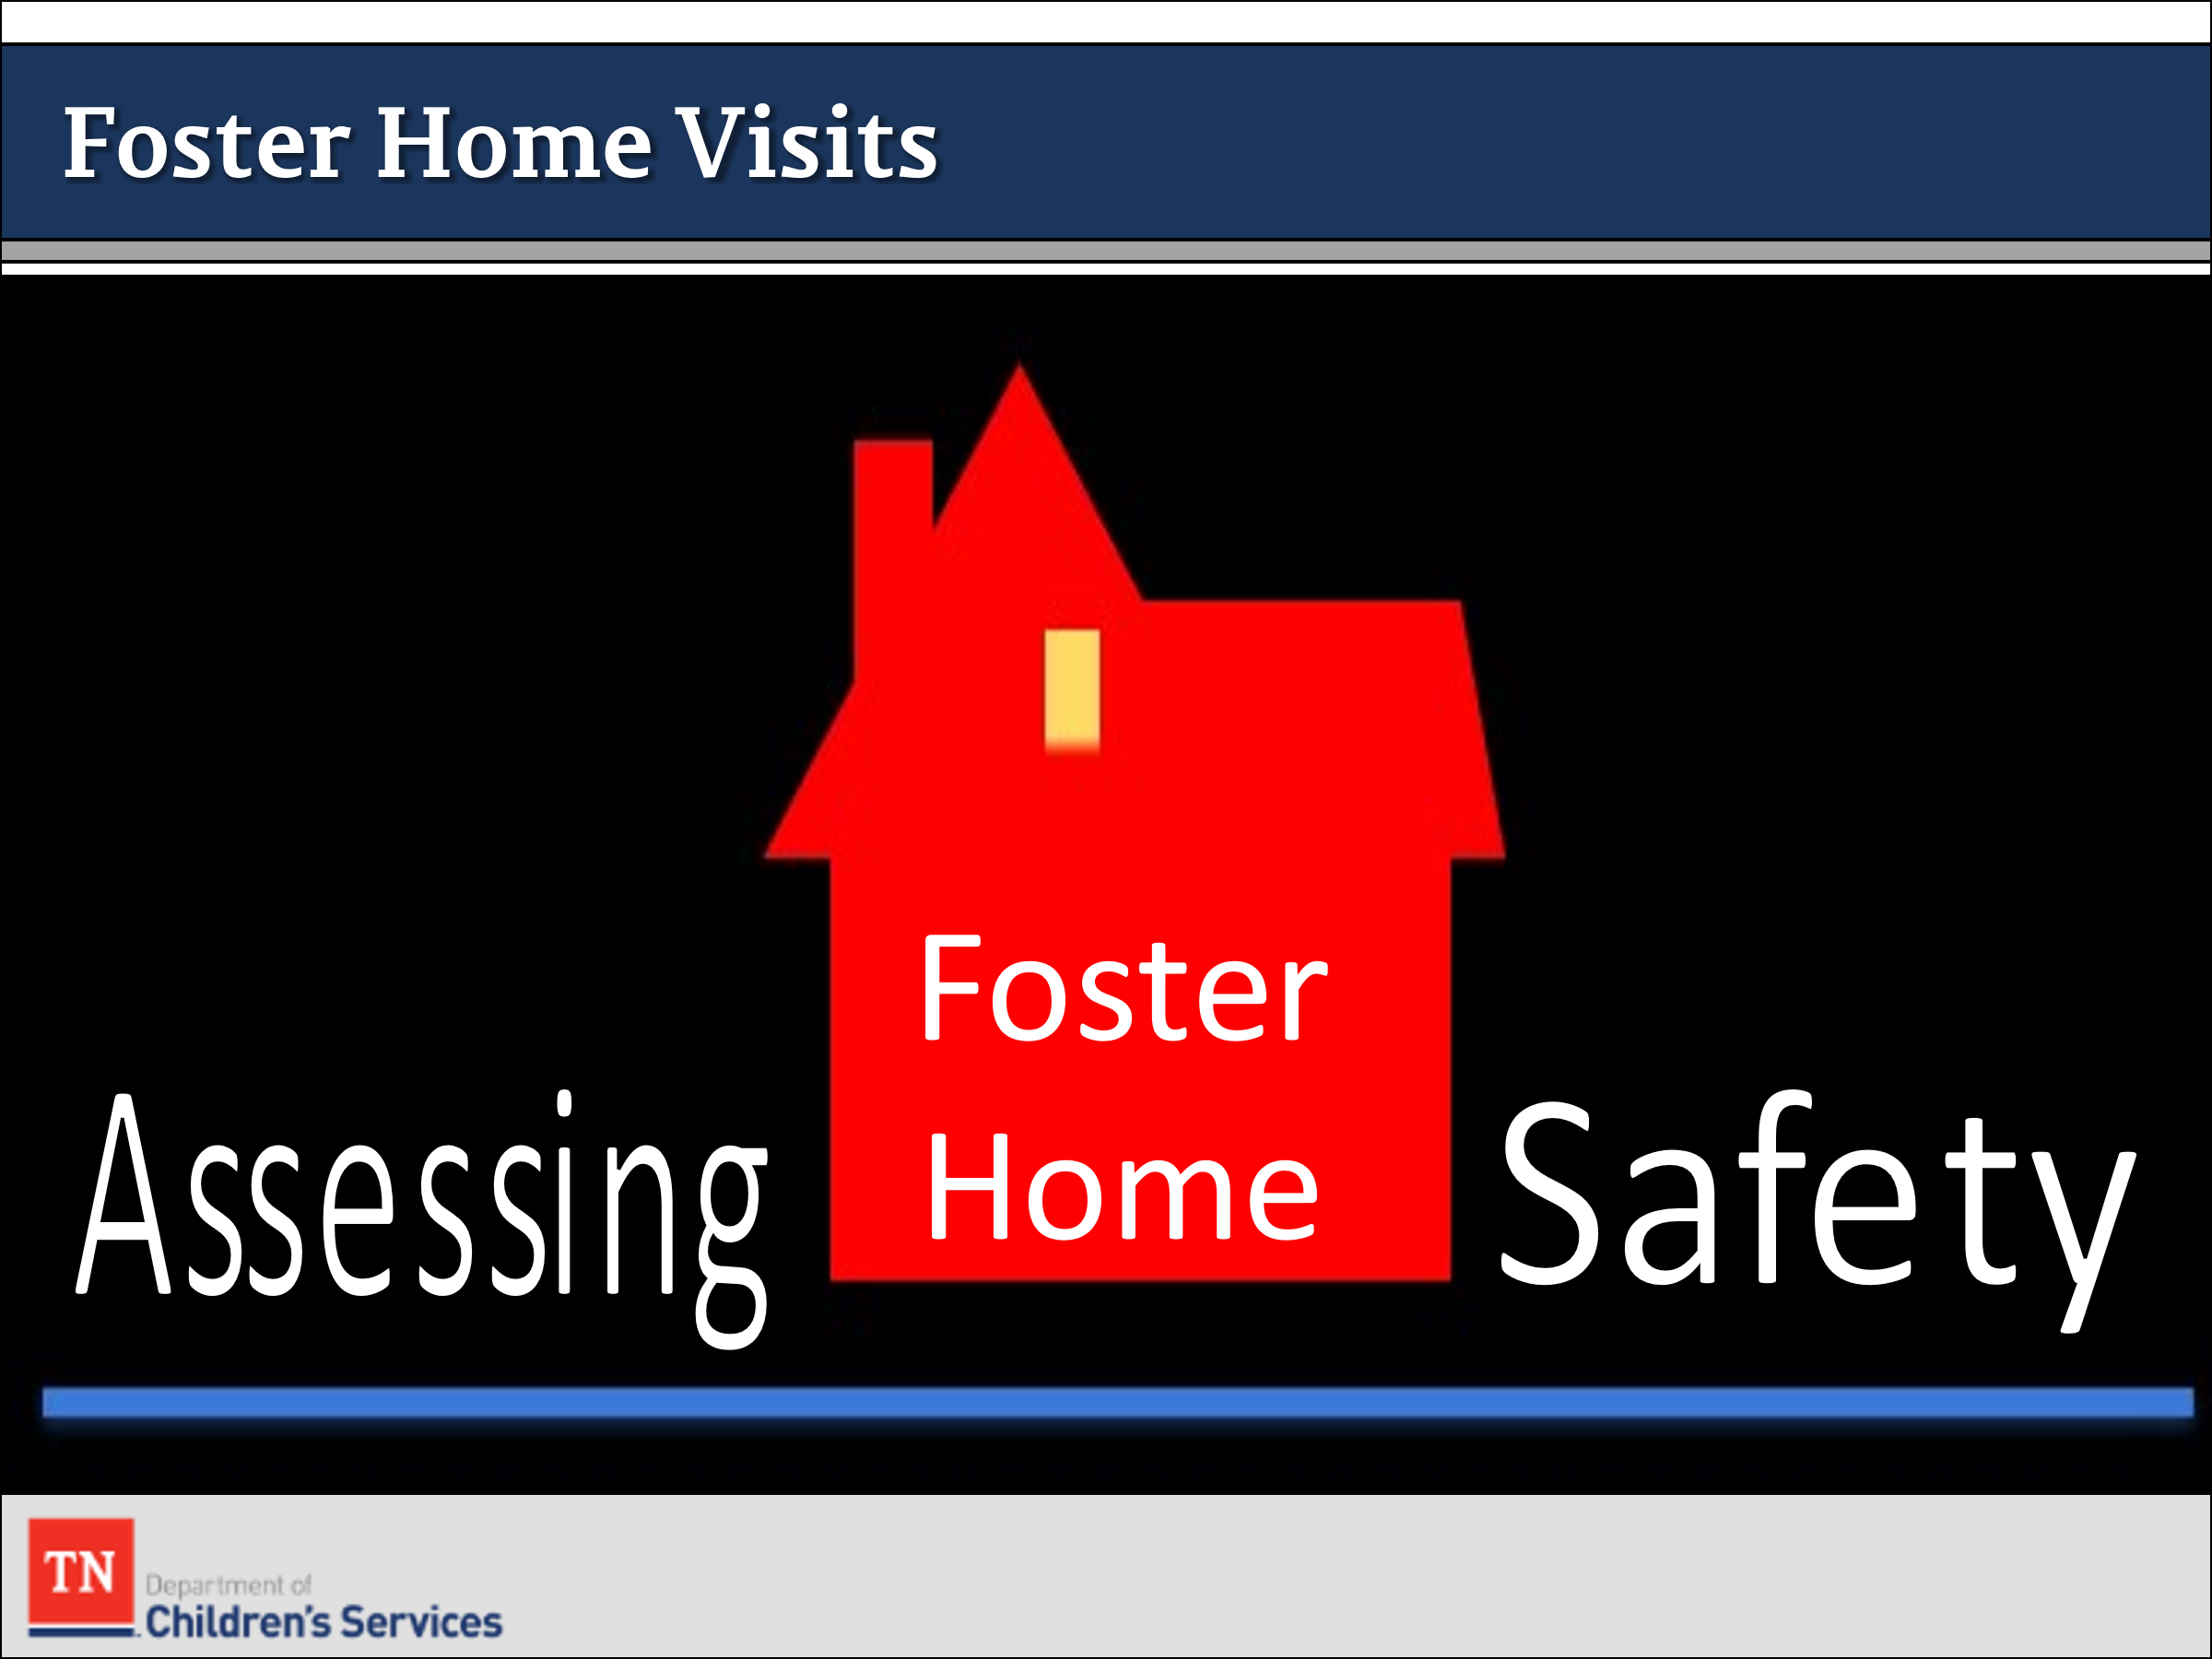 Foster Home Visits
Foster
Home
Assessing
Safety
TN
Department of
Children's Services